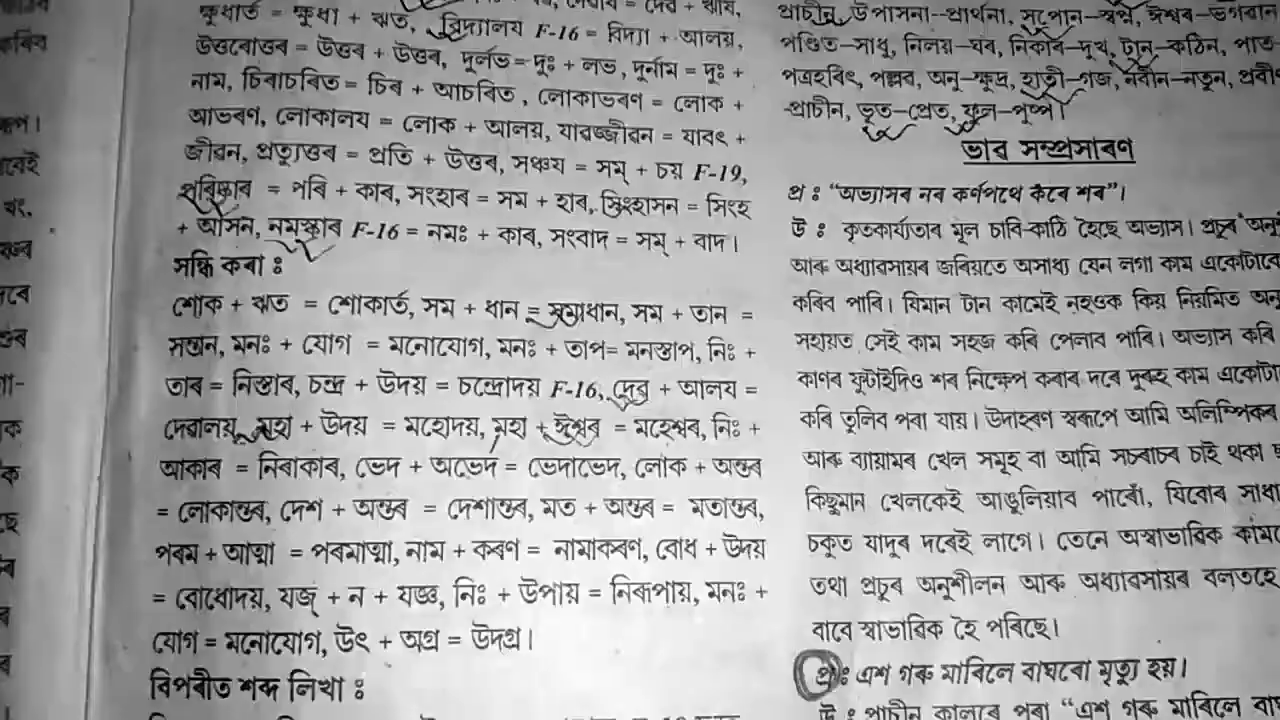 ক্ষুধার্ত = ক্ষুধা + ঋত, বিদ্যালয় F-16 = বিদ্যা + আলয়,
উত্তৰোত্তৰ = উত্তৰ + উত্তৰ, দুৰ্লভ = দুঃ + লভ, দুৰ্নাম = দুঃ +
নাম, চিৰাচৰিত = চিৰ + আচৰিত, লোকাভৰণ = লোক +
আভৰণ, লোকালয় = লোক + আলয়, যাৱজ্জীৱন = যাৱৎ +
জীৱন, প্ৰত্যুত্তৰ = প্ৰতি + উত্তৰ, সঞ্চয় = সম্ + চয় F-19,
পৰিষ্কাৰ = পৰি + কাৰ, সংহাৰ = সম + হাৰ, সিংহাসন = সিংহ
+ আসন, নমস্কাৰ F-16 = নমঃ + কাৰ, সংবাদ = সম্ + বাদ।
সন্ধি কৰা ঃ
শোক + ঋত = শোকাৰ্ত, সম + ধান = সমাধান, সম + তান =
সন্তান, মনঃ + যোগ = মনোযোগ, মনঃ + তাপ= মনস্তাপ, নিঃ +
তাৰ = নিস্তাৰ, চন্দ্ৰ + উদয় = চন্দ্ৰোদয় F-16, দেৱ + আলয় =
দেৱালয়, মহা + উদয় = মহোদয়, মহা + ঈশ্বৰ = মহেশ্বৰ, নিঃ +
আকাৰ = নিৰাকাৰ, ভেদ + অভেদ = ভেদাভেদ, লোক + অন্তৰ
= লোকান্তৰ, দেশ + অন্তৰ = দেশান্তৰ, মত + অন্তৰ = মতান্তৰ,
পৰম + আত্মা = পৰমাত্মা, নাম + কৰণ = নামাকৰণ, বোধ + উদয়
= বোধোদয়, যজ্ + ন + যজ্ঞ, নিঃ + উপায় = নিৰূপায়, মনঃ +
যোগ = মনোযোগ, উৎ + অগ্ৰ = উদগ্ৰ।
বিপৰীত শব্দ লিখা ঃ
প্ৰাচীন, উপাসনা–প্ৰাৰ্থনা, সপোন–স্বপ্ন, ঈশ্বৰ–ভগৱান
পণ্ডিত–সাধু, নিলয়–ঘৰ, নিকাৰ–দুখ, টান–কঠিন, পাত–
পত্ৰহৰিৎ, পল্লৱ, অনু–ক্ষুদ্ৰ, হাতী–গজ, নবীন–নতুন, প্ৰবীণ
-প্ৰাচীন, ভূত–প্ৰেত, ফুল–পুষ্প।
ভাৱ সম্প্ৰসাৰণ
প্ৰ ঃ “অভ্যাসৰ নৰ কৰ্ণপথে কৰে শৰ”।
উ ঃ কৃতকাৰ্য্যতাৰ মূল চাবি-কাঠি হৈছে অভ্যাস। প্ৰচুৰ
আৰু অধ্যাৱসায়ৰ জৰিয়তে অসাধ্য যেন লগা কাম একোটাৰে
কৰিব পাৰি। যিমান টান কামেই নহওক কিয় নিয়মিত
সহায়ত সেই কাম সহজ কৰি পেলাব পাৰি। অভ্যাস কৰি
কাণৰ ফুটাইদিও শৰ নিক্ষেপ কৰাৰ দৰে দুৰহ কাম একোটা
কৰি তুলিব পৰা যায়। উদাহৰণ স্বৰূপে আমি অলিম্পিকৰ
আৰু ব্যায়ামৰ খেল সমূহ বা আমি সচৰাচৰ চাই থকা
কিছুমান খেলকেই আঙুলিয়াব পাৰোঁ, যিবোৰ সাধা
চকুত যাদুৰ দৰেই লাগে। তেনে অস্বাভাৱিক
তথা প্ৰচুৰ অনুশীলন আৰু অধ্যাৱসায়ৰ বলতহে
বাবে স্বাভাৱিক হৈ পৰিছে।
প্ৰ ঃ এশ গৰু মাৰিলে বাঘৰো মৃত্যু হয়।
উ ঃ প্ৰাচীন কালৰে পৰা “এশ গৰু মাৰিলে